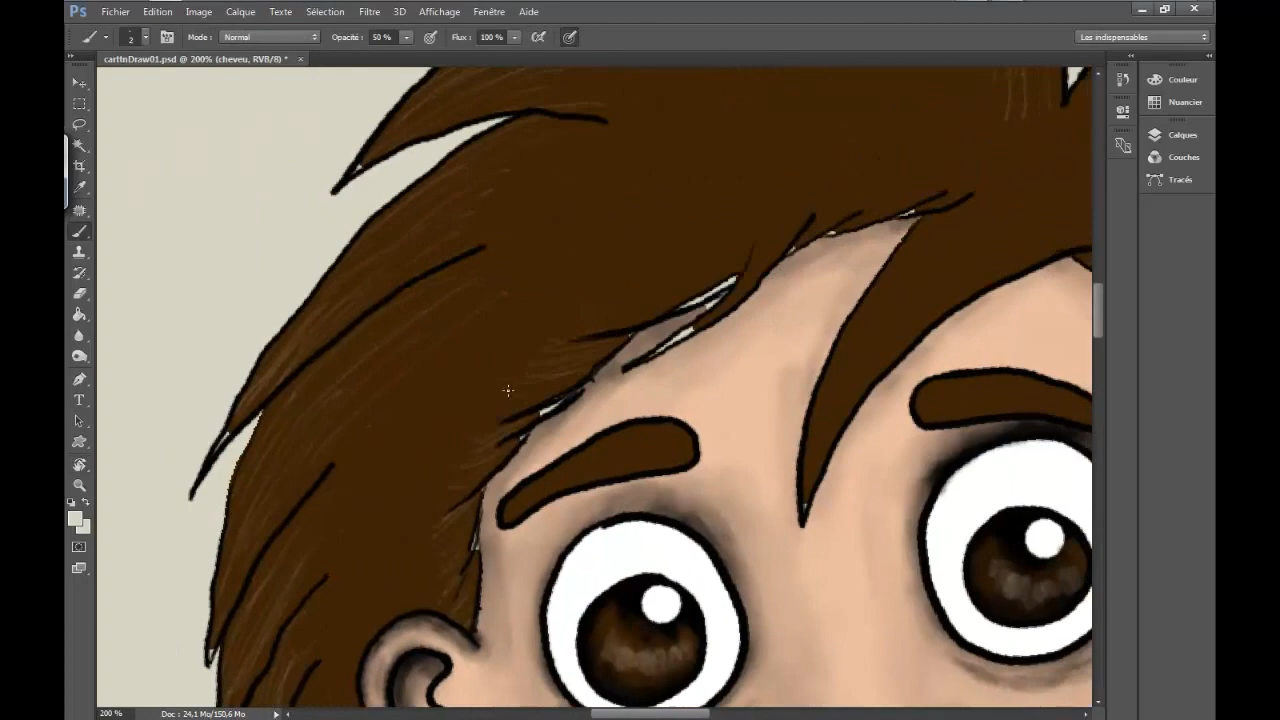 Ps Fichier Edition Image Calque Texte Sélection Filtre 3D Affichage Fenêtre Aide
2 Mode : Normal Opacité : 50 % Flux : 100 % Les indispensables
cartfnDraw01.psd @ 200% (cheveu, RVB/8) * ×
Couleur
Nuancier
Calques
Couches
Tracés
T
200 % Doc : 24,1 Mo/150,6 Mo